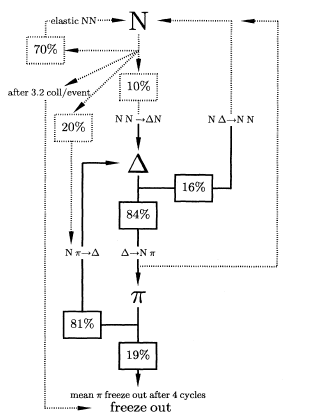 elastic NN
N
70%
10%
after 3.2 coll/event
20%
N N→ΔN
N Δ→N N
Δ
16%
84%
N π→Δ
Δ→N π
π
81%
19%
mean π freeze out after 4 cycles
freeze out